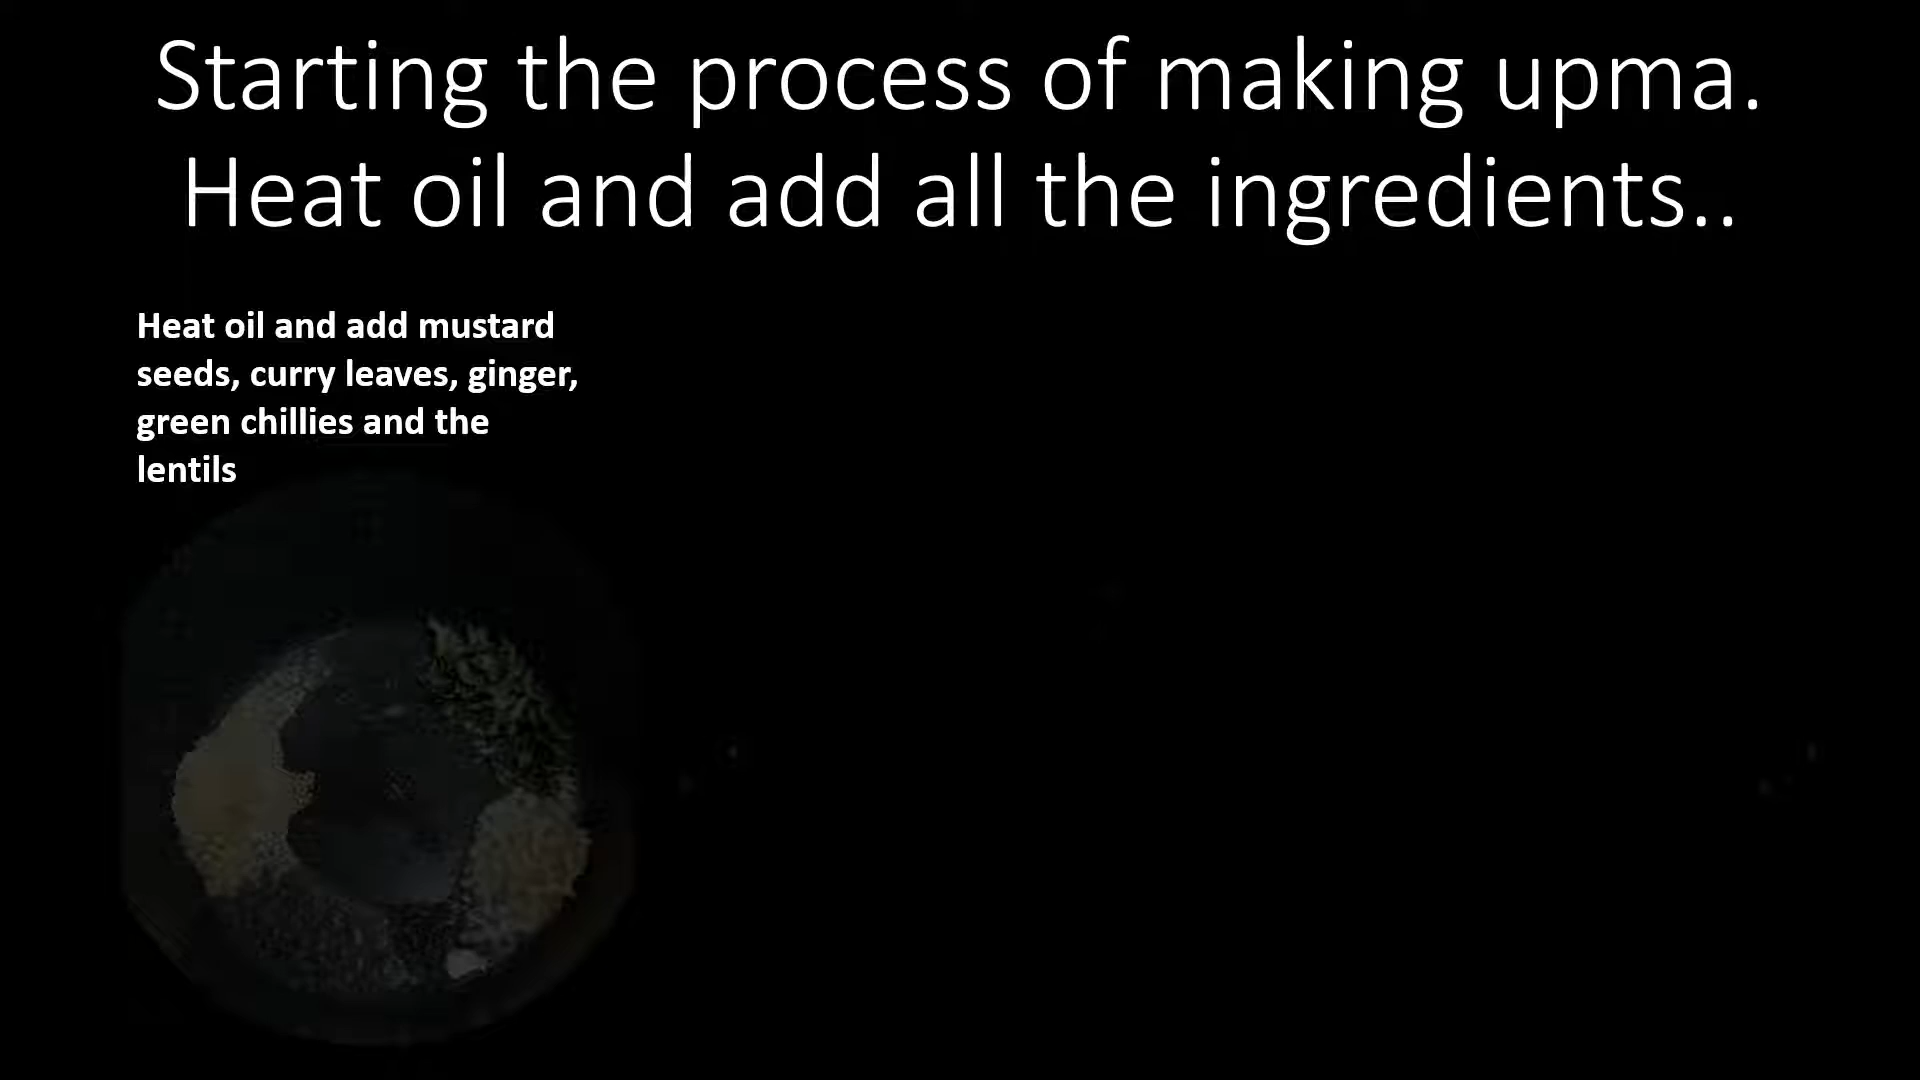 Starting the process of making upma.
Heat oil and add all the ingredients..
Heat oil and add mustard
seeds, curry leaves, ginger,
green chillies and the
lentils